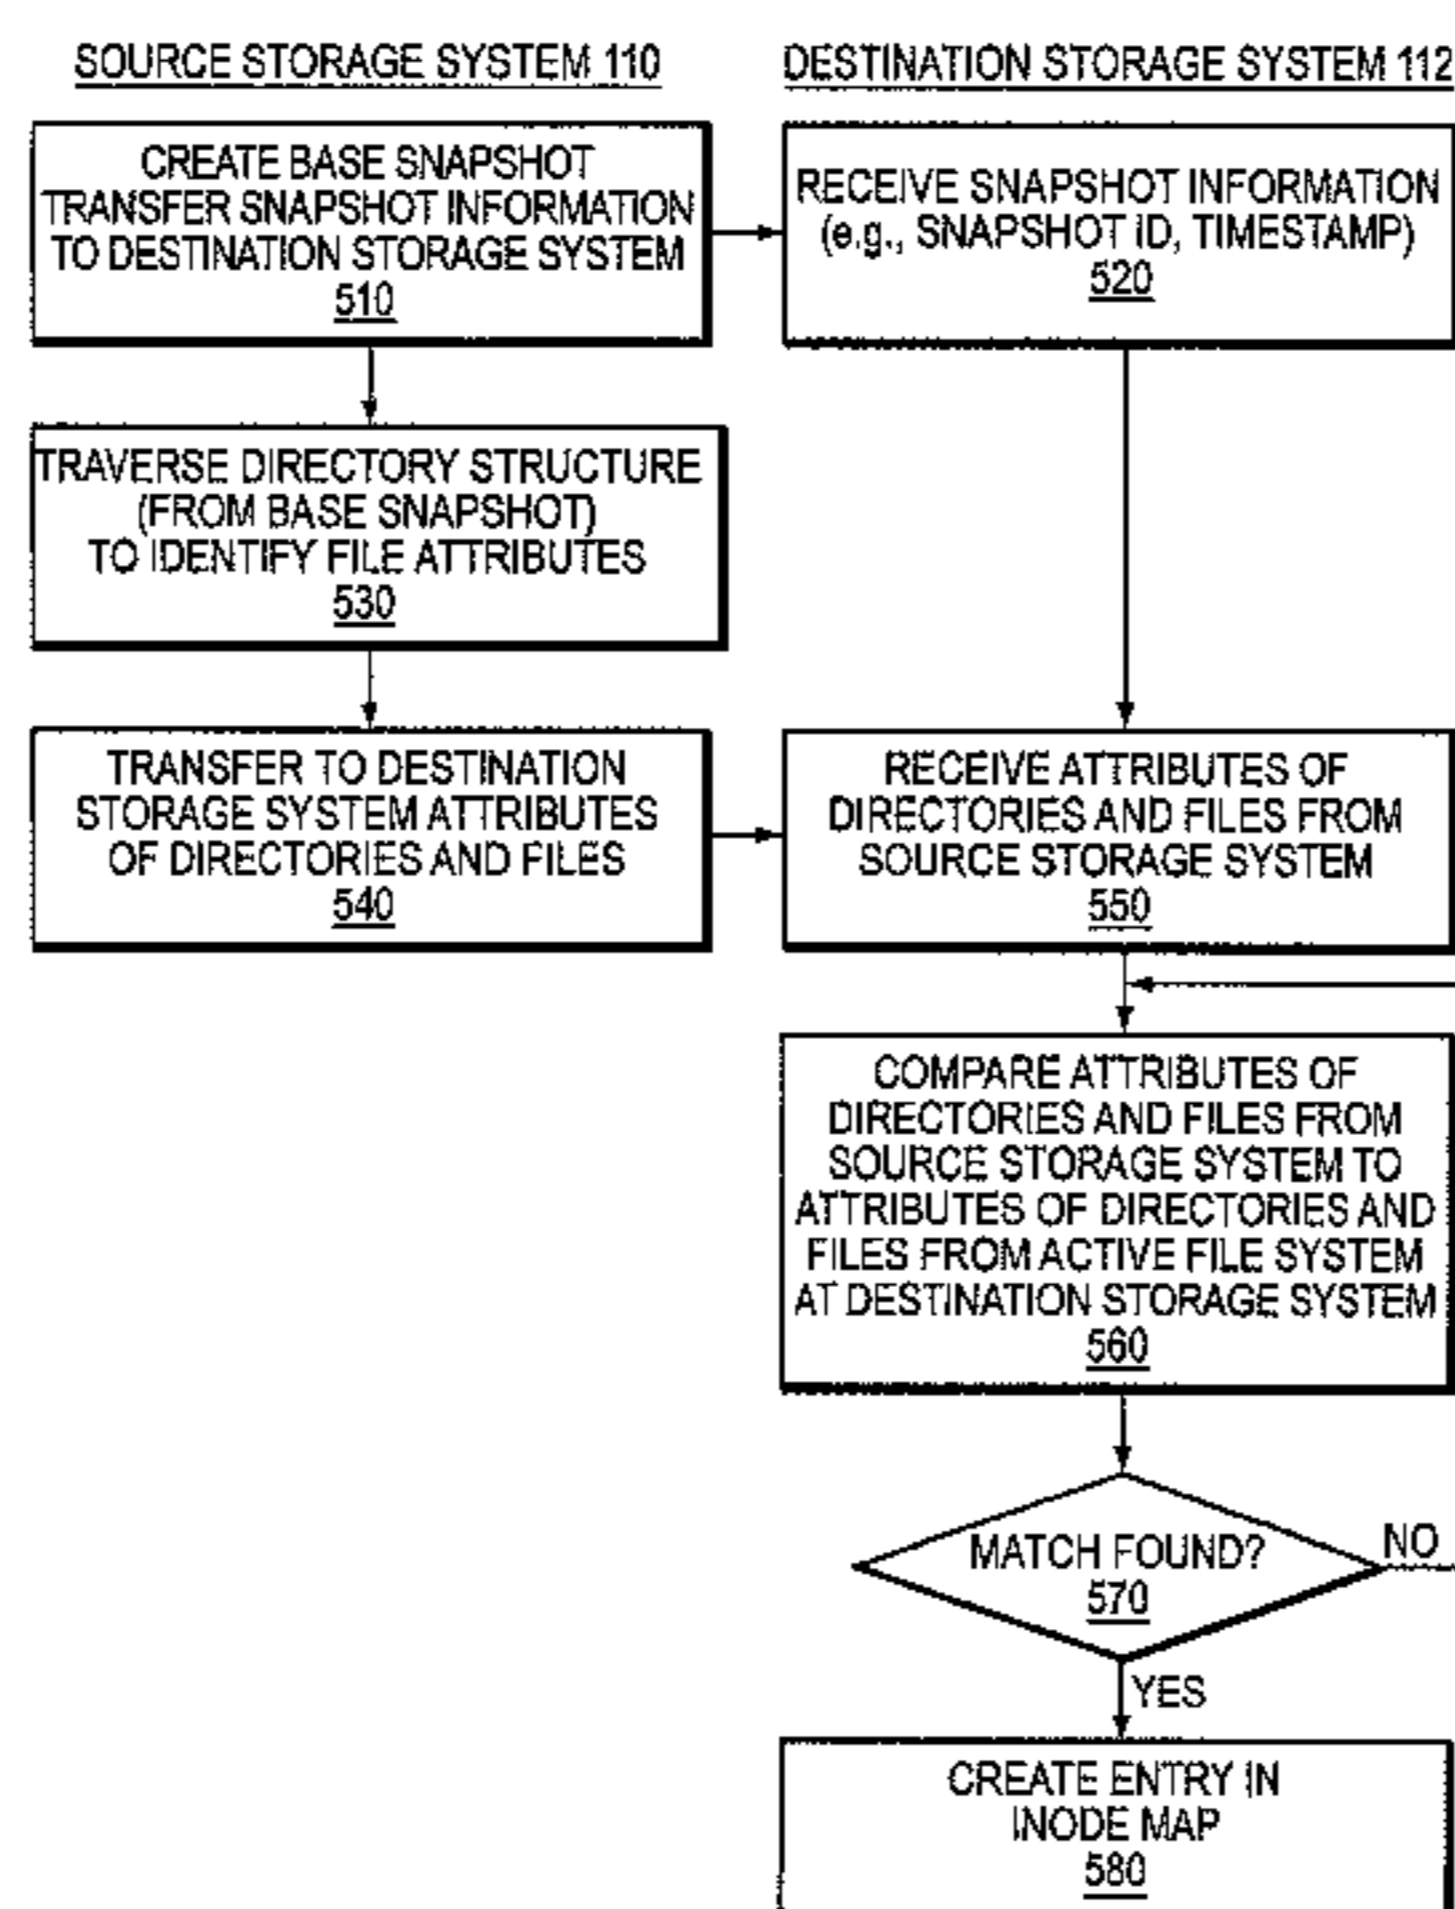 SOURCE STORAGE SYSTEM 110
DESTINATION STORAGE SYSTEM 112
CREATE BASE SNAPSHOT
TRANSFER SNAPSHOT INFORMATION
TO DESTINATION STORAGE SYSTEM
510
RECEIVE SNAPSHOT INFORMATION
(e.g., SNAPSHOT ID, TIMESTAMP)
520
TRAVERSE DIRECTORY STRUCTURE
(FROM BASE SNAPSHOT)
TO IDENTIFY FILE ATTRIBUTES
530
TRANSFER TO DESTINATION
STORAGE SYSTEM ATTRIBUTES
OF DIRECTORIES AND FILES
540
RECEIVE ATTRIBUTES OF
DIRECTORIES AND FILES FROM
SOURCE STORAGE SYSTEM
550
COMPARE ATTRIBUTES OF
DIRECTORIES AND FILES FROM
SOURCE STORAGE SYSTEM TO
ATTRIBUTES OF DIRECTORIES AND
FILES FROM ACTIVE FILE SYSTEM
AT DESTINATION STORAGE SYSTEM
560
MATCH FOUND?
570
NO
YES
CREATE ENTRY IN
INODE MAP
580